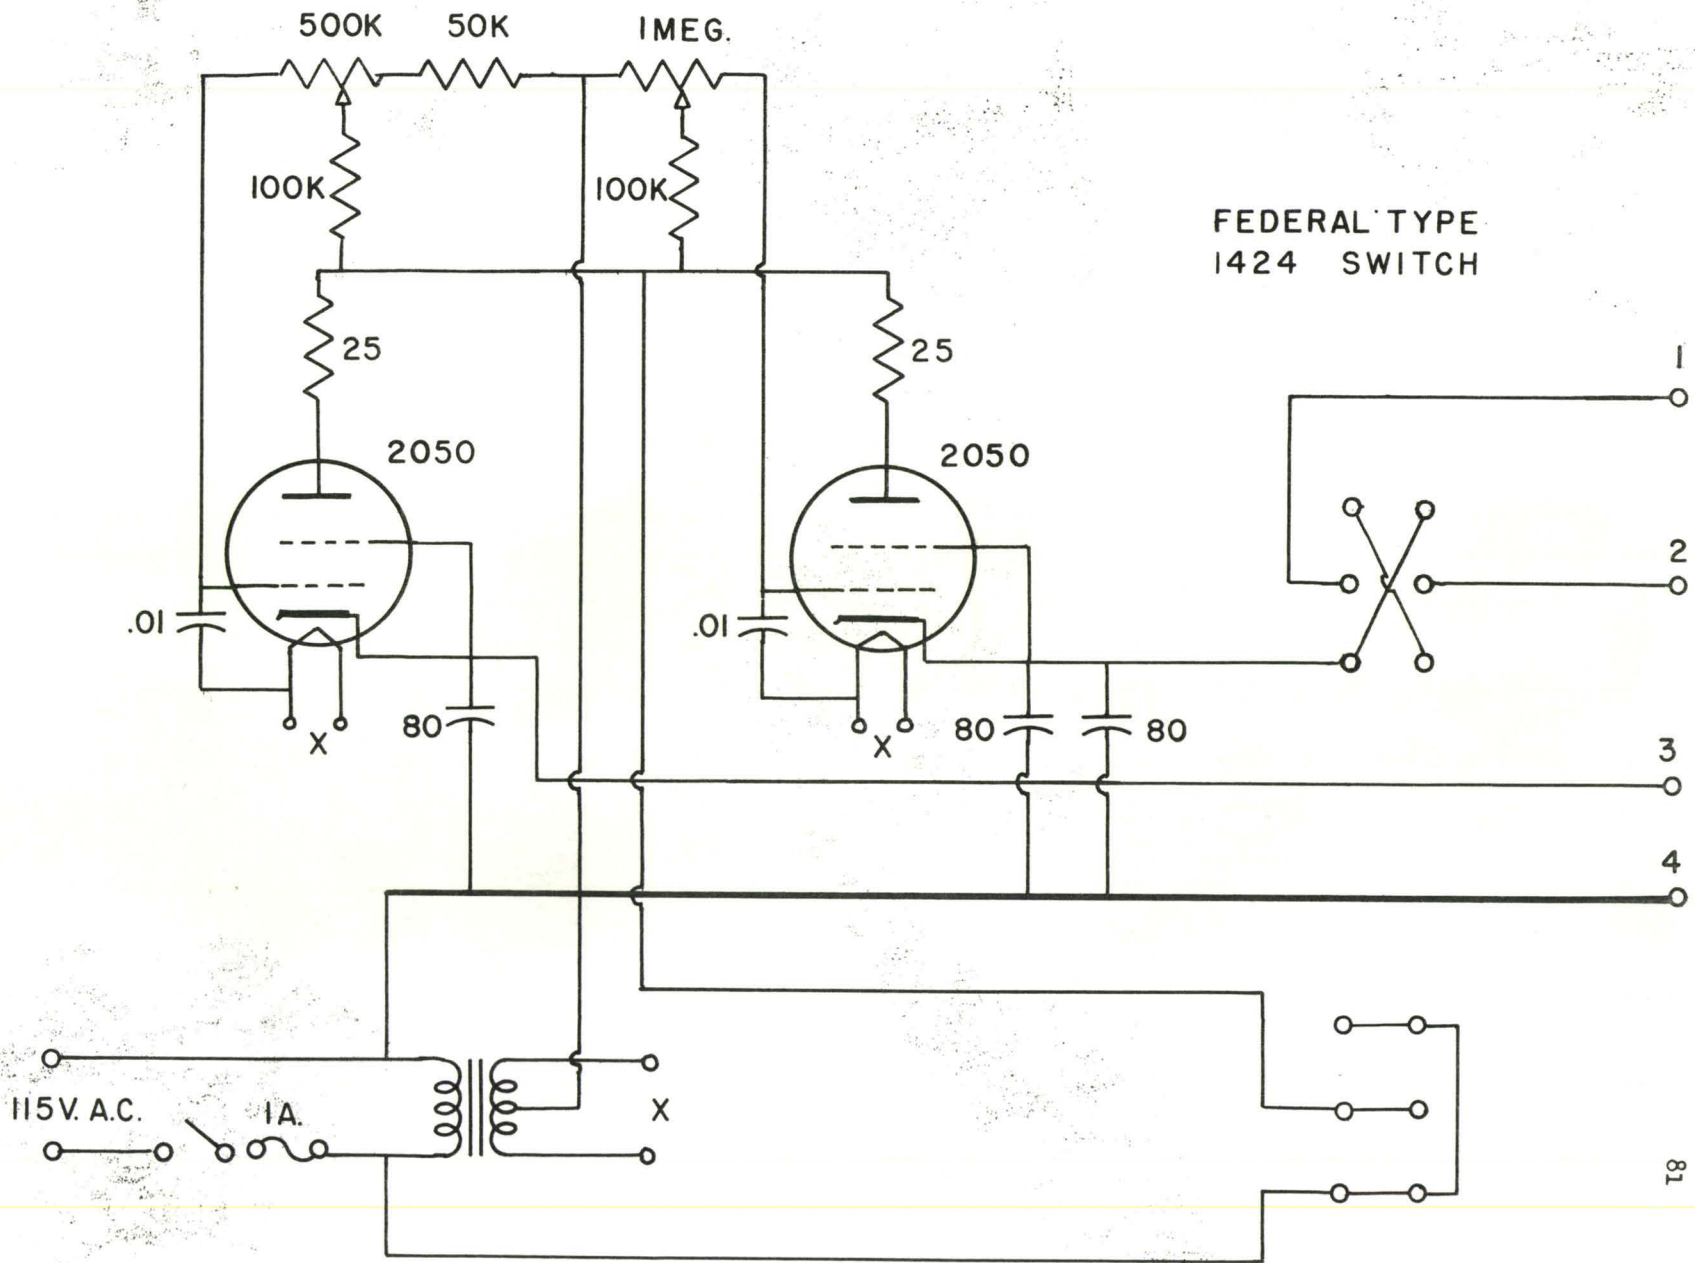 500K
50K
1MEG.
100K
100K
FEDERAL TYPE
1424 SWITCH
25
25
1
2050
2050
2
.01
.01
80
80
80
X
X
3
4
115V. A.C.
1A.
X
81